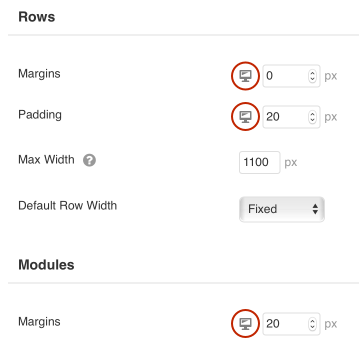 Rows
Margins 0 px
Padding 20 px
Max Width ? 1100 px
Default Row Width Fixed
Modules
Margins 20 px